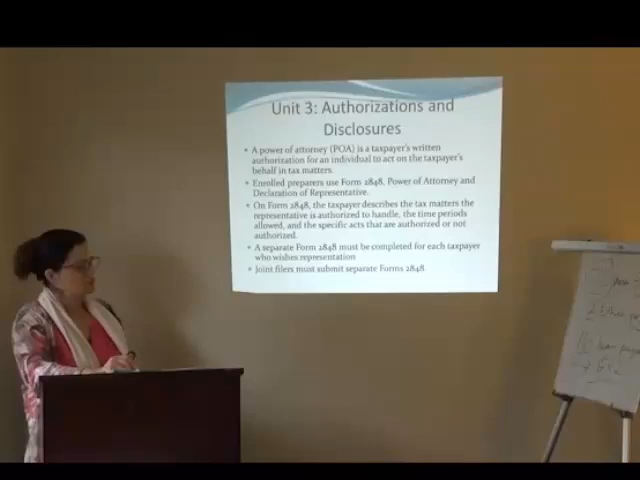 Unit 3: Authorizations and
Disclosures
• A power of attorney (POA) is a taxpayer's written
authorization for an individual to act on the taxpayer's
behalf in tax matters.
• Enrolled preparers use Form 2848, Power of Attorney and
Declaration of Representative.
• On Form 2848, the taxpayer describes the tax matters the
representative is authorized to handle, the time periods
allowed, and the specific acts that are authorized or not
authorized.
• A separate Form 2848 must be completed for each taxpayer
who wishes representation
• Joint filers must submit separate Forms 2848.